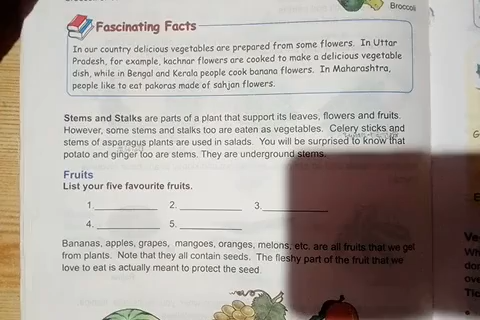 Broccoli
Fascinating Facts
In our country delicious vegetables are prepared from some flowers. In Uttar
Pradesh, for example, kachnar flowers are cooked to make a delicious vegetable
dish, while in Bengal and Kerala people cook banana flowers. In Maharashtra,
people like to eat pakoras made of sahjan flowers.
Stems and Stalks are parts of a plant that support its leaves, flowers and fruits.
However, some stems and stalks too are eaten as vegetables. Celery sticks and
stems of asparagus plants are used in salads. You will be surprised to know that
potato and ginger too are stems. They are underground stems.
Fruits
List your five favourite fruits.
1. 2. 3.
4. 5.
Bananas, apples, grapes, mangoes, oranges, melons, etc. are all fruits that we get
from plants. Note that they all contain seeds. The fleshy part of the fruit that we
love to eat is actually meant to protect the seed.